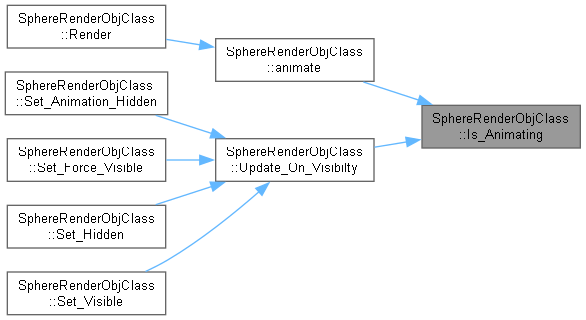 SphereRenderObjClass
::Render
SphereRenderObjClass
::animate
SphereRenderObjClass
::Set_Animation_Hidden
SphereRenderObjClass
::Is_Animating
SphereRenderObjClass
::Set_Force_Visible
SphereRenderObjClass
::Update_On_Visibilty
SphereRenderObjClass
::Set_Hidden
SphereRenderObjClass
::Set_Visible